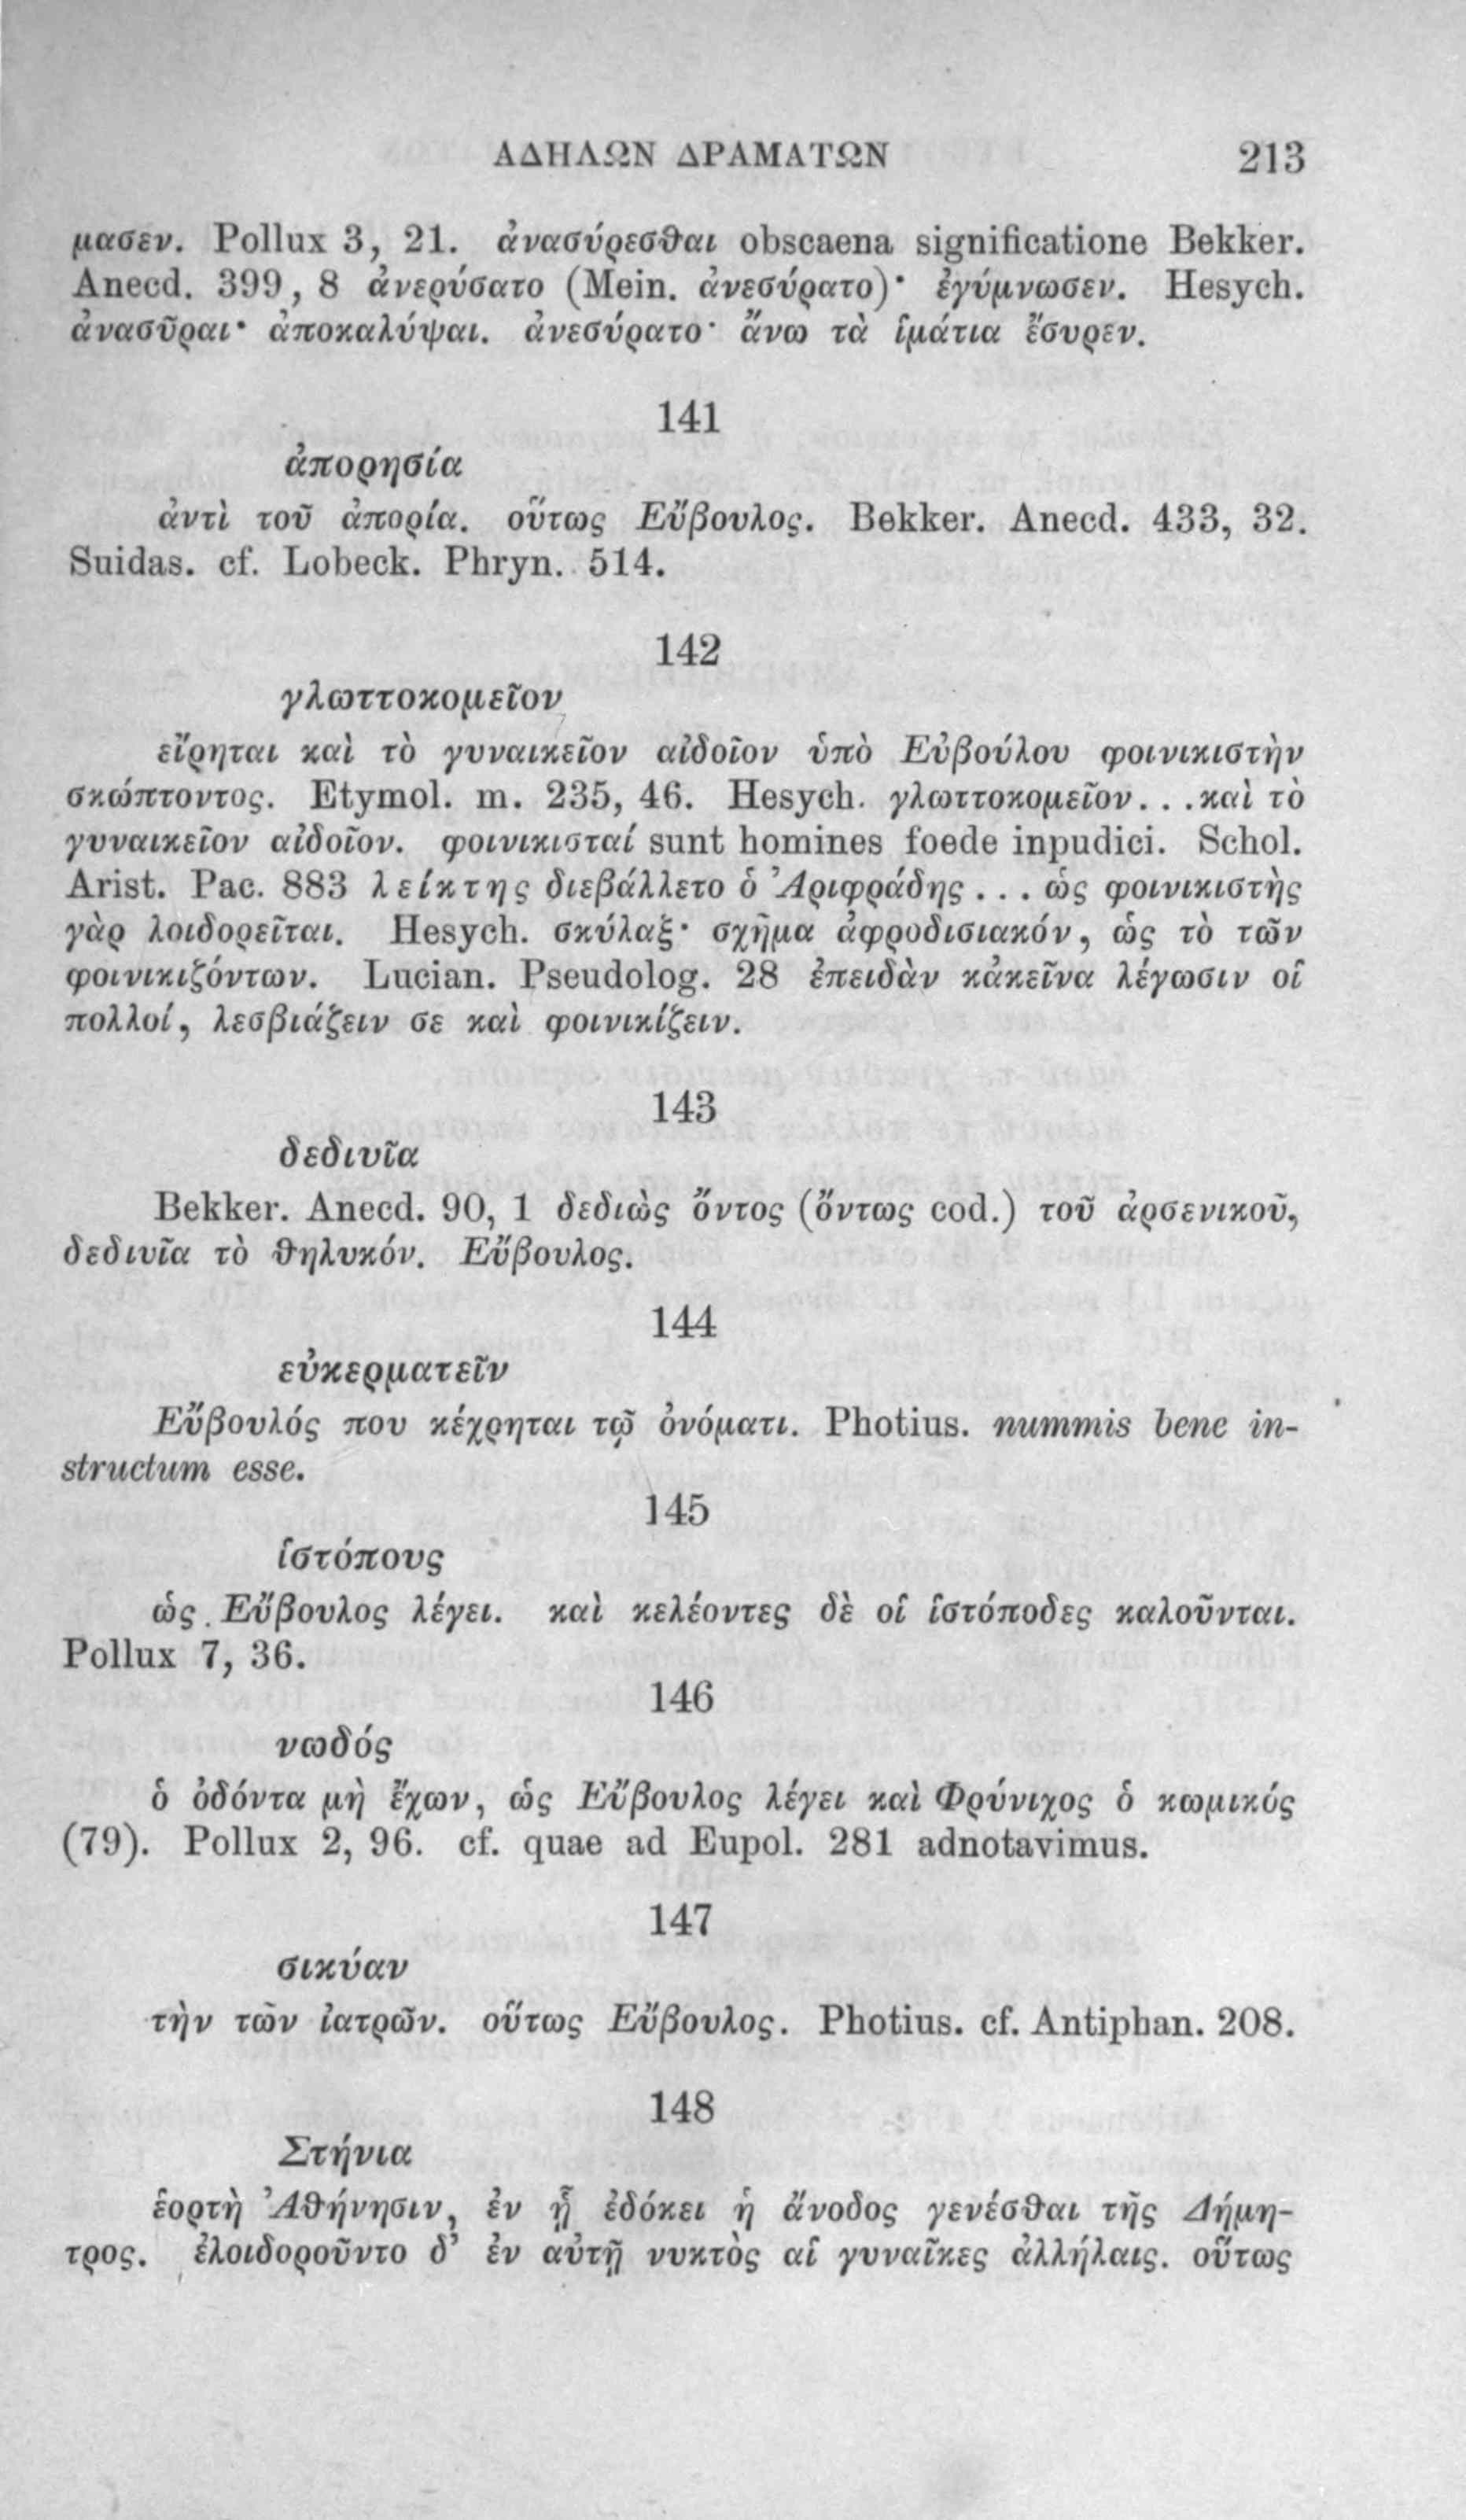 ΑΔΗΛΩΝ ΔΡΑΜΑΤΩΝ 213
μασεν. Pollux 3, 21. ἀνασύρεσθαι obscaena significatione Bekker.
Anecd. 399, 8 ἀνερύσατο (Mein. ἀνεσύρατο)· ἐγύμνωσεν. Hesych.
ἀνασῦραι· ἀποκαλύψαι. ἀνεσύρατο· ἄνω τὰ ἱμάτια ἔσυρεν.
141
ἀπορησία
ἀντὶ τοῦ ἀπορία. οὕτως Εὔβουλος. Bekker. Anecd. 433, 32.
Suidas. cf. Lobeck. Phryn. 514.
142
γλωττοκομεῖον
εἴρηται καὶ τὸ γυναικεῖον αἰδοῖον ὑπὸ Εὐβούλου φοινικιστὴν
σκώπτοντος. Etymol. m. 235, 46. Hesych. γλωττοκομεῖον. . .καὶ τὸ
γυναικεῖον αἰδοῖον. φοινικισταί sunt homines foede inpudici. Schol.
Arist. Pac. 883 λείκτης διεβάλλετο ὁ Ἀριφράδης . . . ὡς φοινικιστὴς
γὰρ λοιδορεῖται. Hesych. σκύλαξ· σχῆμα ἀφροδισιακόν, ὡς τὸ τῶν
φοινικιζόντων. Lucian. Pseudolog. 28 ἐπειδὰν κἀκεῖνα λέγωσιν οἱ
πολλοί, λεσβιάζειν σε καὶ φοινικίζειν.
143
δεδινῖα
Bekker. Anecd. 90, 1 δεδιὼς ὄντος (ὄντως cod.) τοῦ ἀρσενικοῦ,
δεδιυῖα τὸ θηλυκόν. Εὔβουλος.
144
εὐκερματεῖν
Εὔβουλός που κέχρηται τῷ ὀνόματι. Photius. nummis bene in-
structum esse.
145
ἱστόπους
ὡς Εὔβουλος λέγει. καὶ κελέοντες δὲ οἱ ἱστόποδες καλοῦνται.
Pollux 7, 36.
146
νωδός
ὁ ὀδόντα μὴ ἔχων, ὡς Εὔβουλος λέγει καὶ Φρύνιχος ὁ κωμικός
(79). Pollux 2, 96. cf. quae ad Eupol. 281 adnotavimus.
147
σικύαν
τὴν τῶν ἰατρῶν. οὕτως Εὔβουλος. Photius. cf. Antiphan. 208.
148
Στήνια
ἑορτὴ Ἀθήνησιν, ἐν ᾗ ἐδόκει ἡ ἄνοδος γενέσθαι τῆς Δήμη-
τρος. ἐλοιδοροῦντο δ’ ἐν αὐτῇ νυκτὸς αἱ γυναῖκες ἀλλήλαις. οὕτως